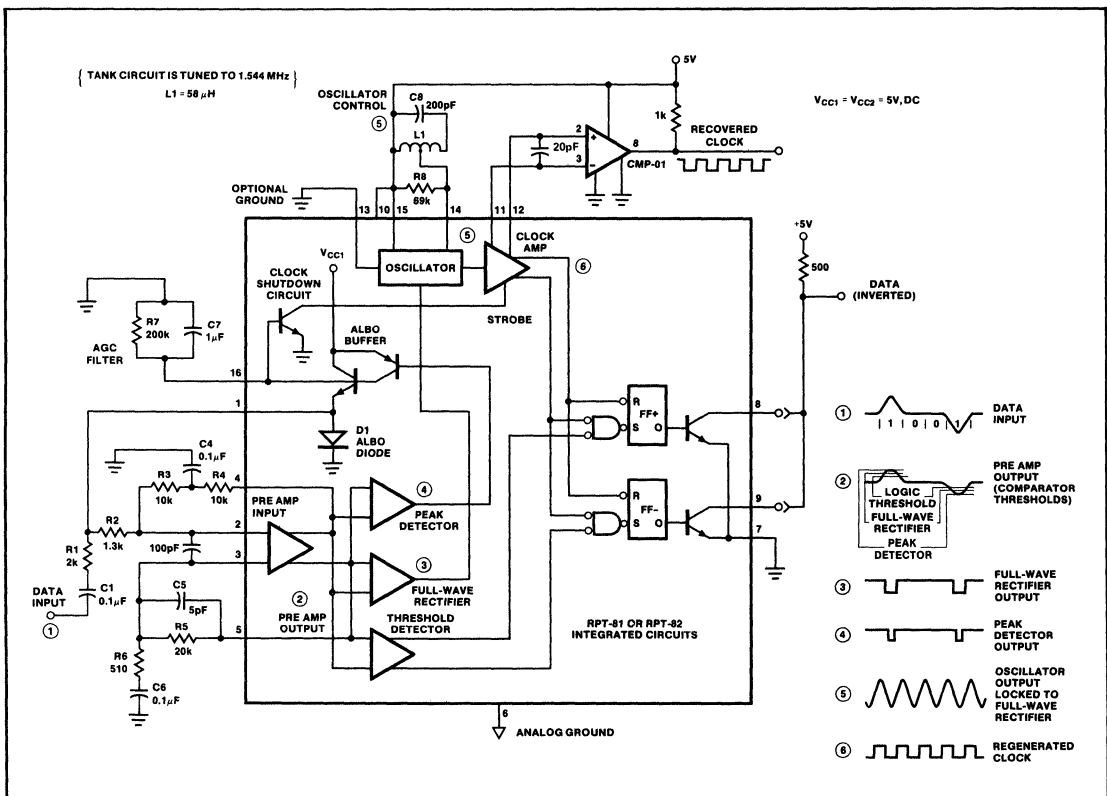 { TANK CIRCUIT IS TUNED TO 1.544 MHz }
L1 = 58 μH
OSCILLATOR
CONTROL
5
C8
200pF
L1
R8
69k
5V
1k
VCC1 = VCC2 = 5V, DC
RECOVERED
CLOCK
2
+
20pF
3
−
8
CMP-01
OPTIONAL
GROUND
13
10
15
14
11
12
5
CLOCK
AMP
6
OSCILLATOR
VCC1
CLOCK
SHUTDOWN
CIRCUIT
STROBE
+5V
500
DATA
(INVERTED)
R7
200k
C7
1μF
AGC
FILTER
ALBO
BUFFER
16
1
D1
ALBO
DIODE
R
FF+
S
O
8
C4
0.1μF
R3
10k
R4
10k
4
PRE AMP
INPUT
4
PEAK
DETECTOR
R
FF−
S
O
9
7
R2
1.3k
2
100pF
3
R1
2k
C1
0.1μF
DATA
INPUT
1
C5
5pF
R5
20k
5
2
PRE AMP
OUTPUT
3
FULL-WAVE
RECTIFIER
THRESHOLD
DETECTOR
RPT-81 OR RPT-82
INTEGRATED CIRCUITS
R6
510
C6
0.1μF
6
ANALOG GROUND
1
| 1 | 0 | 0 | 1 |
DATA
INPUT
2
LOGIC
THRESHOLD
FULL-WAVE
RECTIFIER
PEAK
DETECTOR
PRE AMP
OUTPUT
(COMPARATOR
THRESHOLDS)
3
FULL-WAVE
RECTIFIER
OUTPUT
4
PEAK
DETECTOR
OUTPUT
5
OSCILLATOR
OUTPUT
LOCKED TO
FULL-WAVE
RECTIFIER
6
REGENERATED
CLOCK